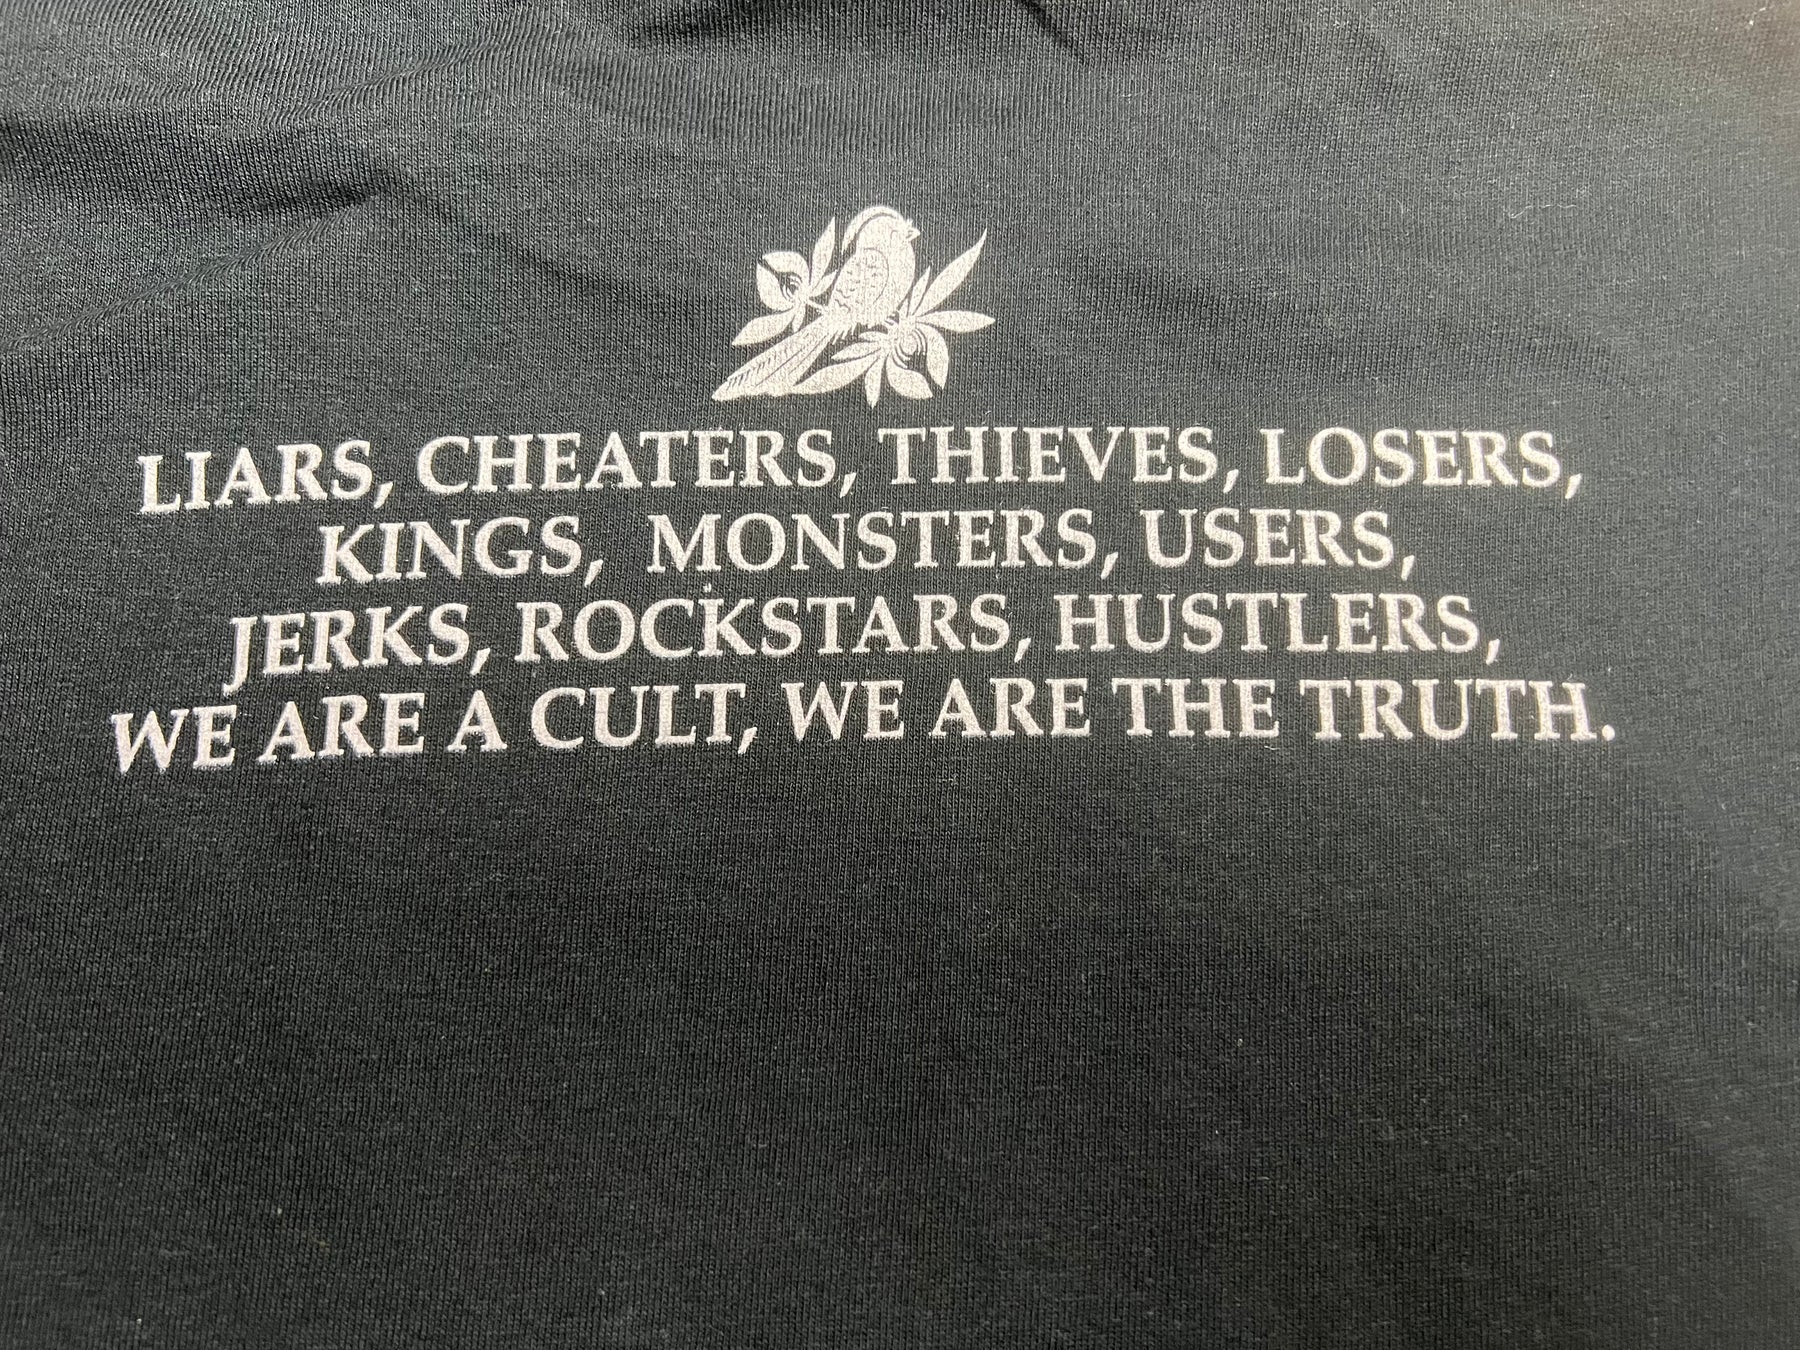 LIARS, CHEATERS, THIEVES, LOSERS,
KINGS, MONSTERS, USERS,
JERKS, ROCKSTARS, HUSTLERS,
WE ARE A CULT, WE ARE THE TRUTH.